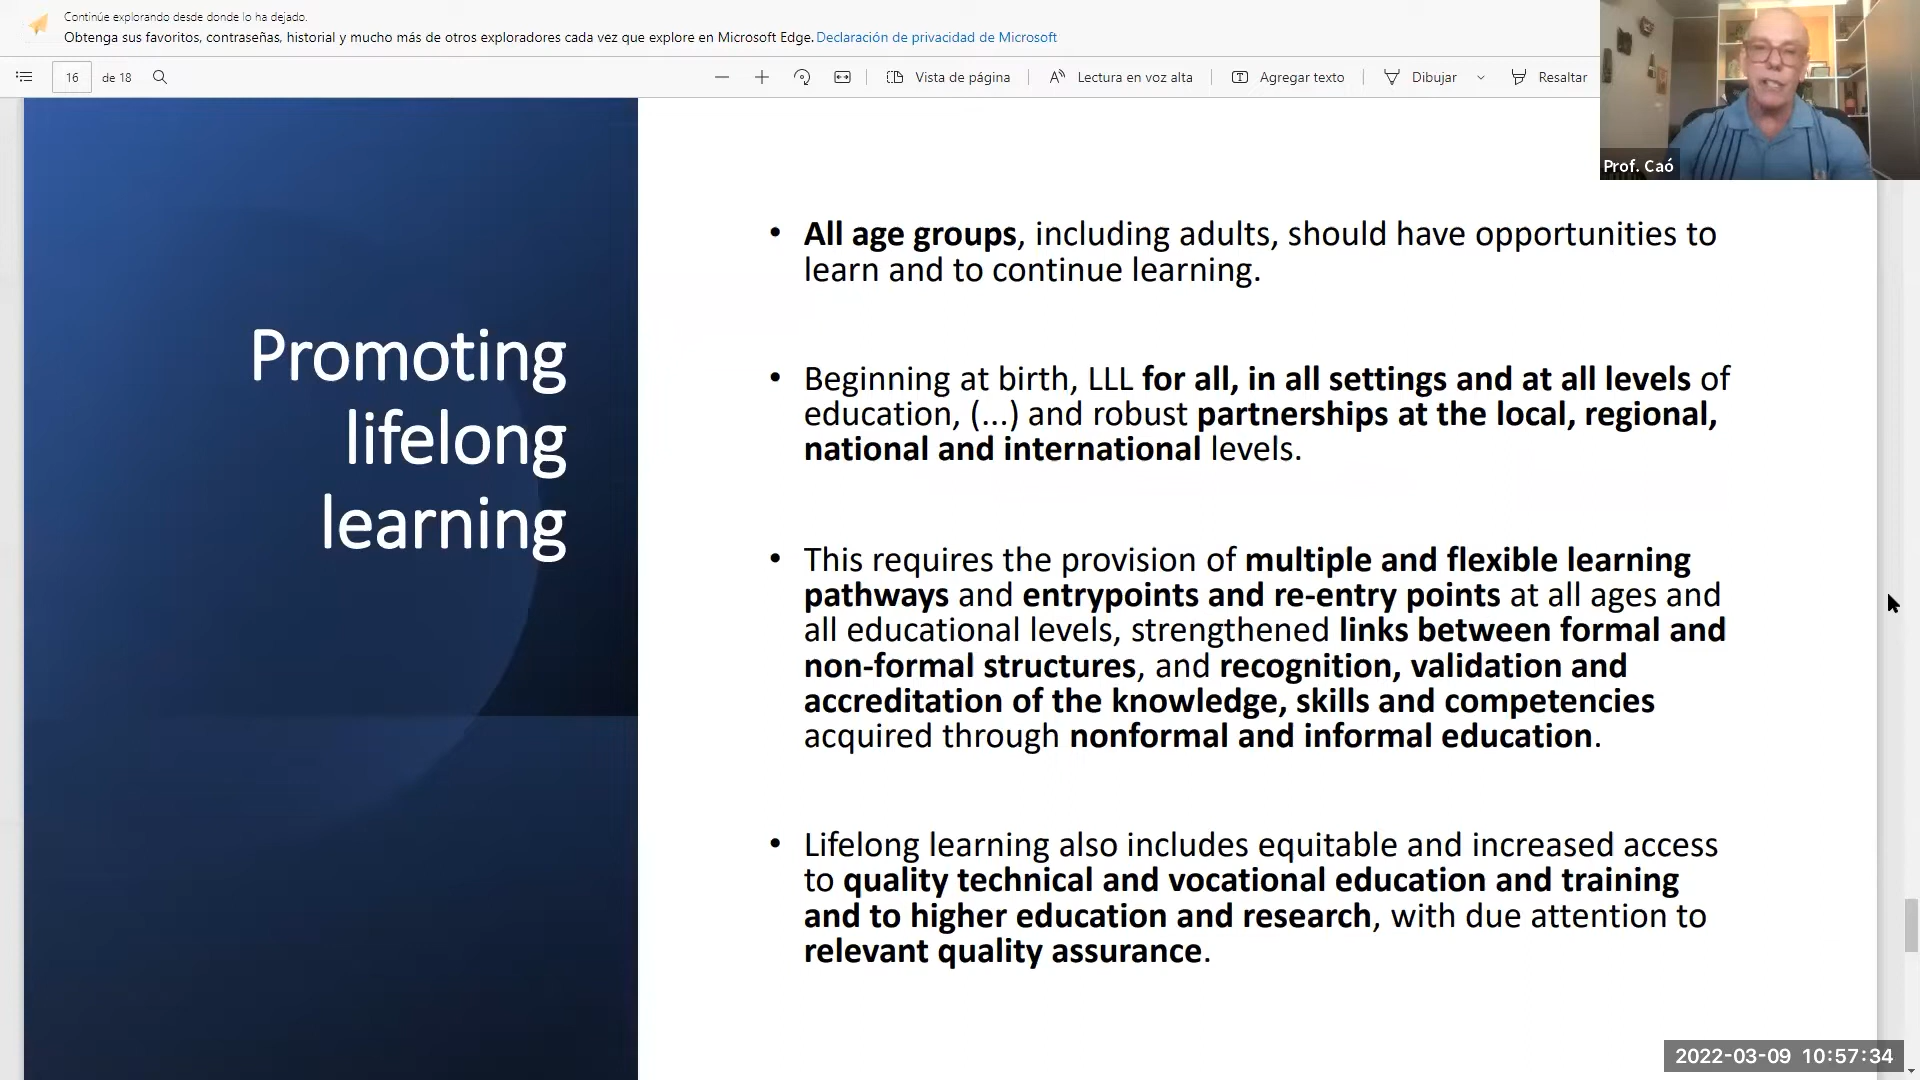 Continúe explorando desde donde lo ha dejado.
Obtenga sus favoritos, contraseñas, historial y mucho más de otros exploradores cada vez que explore en Microsoft Edge. Declaración de privacidad de Microsoft
16 de 18 Vista de página Lectura en voz alta Agregar texto Dibujar Resaltar
Prof. Caó
Promoting
lifelong
learning
• All age groups, including adults, should have opportunities to
learn and to continue learning.
• Beginning at birth, LLL for all, in all settings and at all levels of
education, (...) and robust partnerships at the local, regional,
national and international levels.
• This requires the provision of multiple and flexible learning
pathways and entrypoints and re-entry points at all ages and
all educational levels, strengthened links between formal and
non-formal structures, and recognition, validation and
accreditation of the knowledge, skills and competencies
acquired through nonformal and informal education.
• Lifelong learning also includes equitable and increased access
to quality technical and vocational education and training
and to higher education and research, with due attention to
relevant quality assurance.
2022-03-09 10:57:34